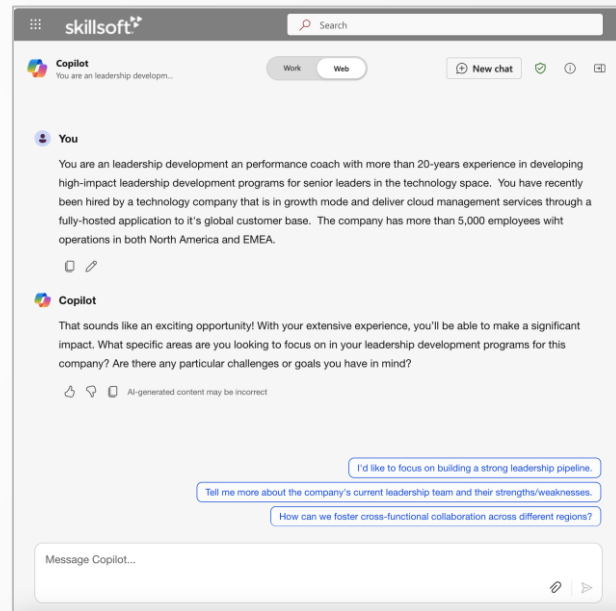 skillsoft
Search
Copilot
You are an leadership developm...
Work
Web
New chat
You
You are an leadership development an performance coach with more than 20-years experience in developing
high-impact leadership development programs for senior leaders in the technology space. You have recently
been hired by a technology company that is in growth mode and deliver cloud management services through a
fully-hosted application to it's global customer base. The company has more than 5,000 employees wiht
operations in both North America and EMEA.
Copilot
That sounds like an exciting opportunity! With your extensive experience, you'll be able to make a significant
impact. What specific areas are you looking to focus on in your leadership development programs for this
company? Are there any particular challenges or goals you have in mind?
AI-generated content may be incorrect
I'd like to focus on building a strong leadership pipeline.
Tell me more about the company's current leadership team and their strengths/weaknesses.
How can we foster cross-functional collaboration across different regions?
Message Copilot...